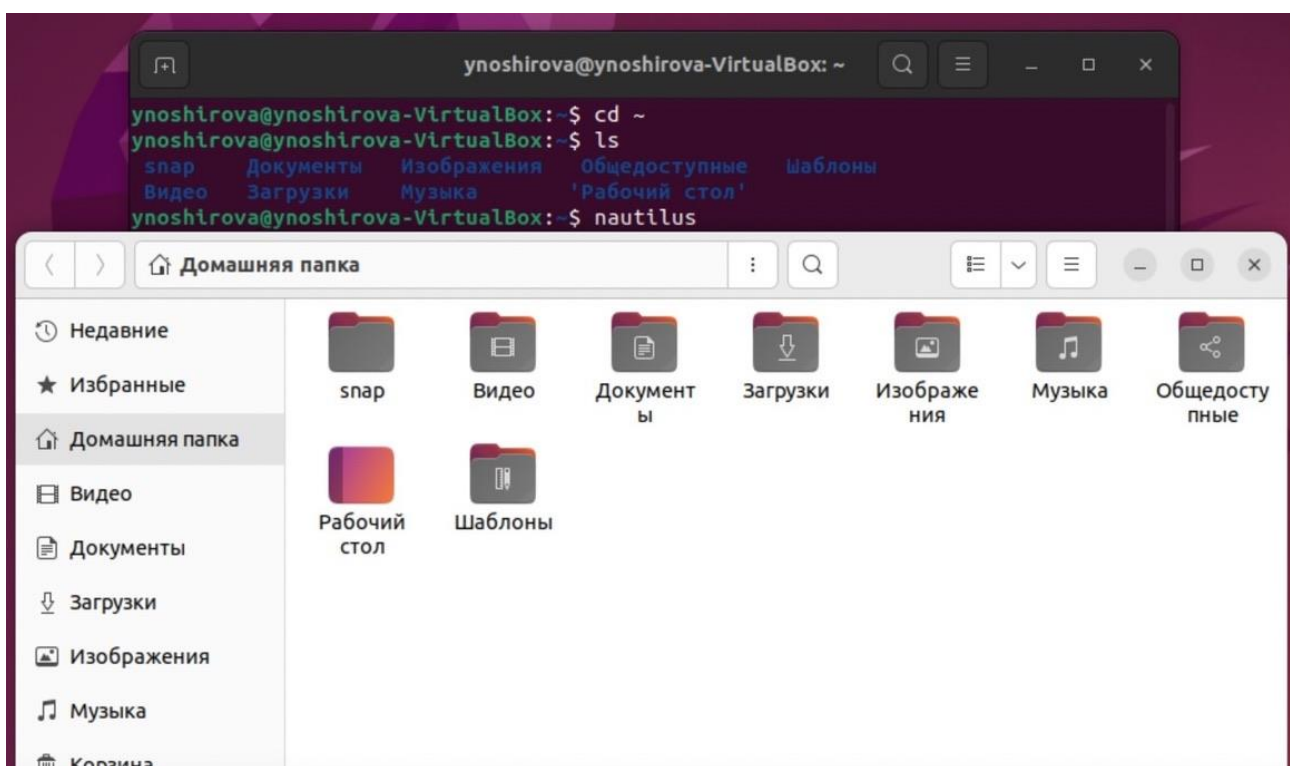 ynoshirova@ynoshirova-VirtualBox: ~
ynoshirova@ynoshirova-VirtualBox:~$ cd ~
ynoshirova@ynoshirova-VirtualBox:~$ ls
snap Документы Изображения Общедоступные Шаблоны
Видео Загрузки Музыка 'Рабочий стол'
ynoshirova@ynoshirova-VirtualBox:~$ nautilus
Домашняя папка
Недавние
Избранные
Домашняя папка
Видео
Документы
Загрузки
Изображения
Музыка
Корзина
snap Видео Документ Загрузки Изображе Музыка Общедосту
ы ния пные
Рабочий Шаблоны
стол